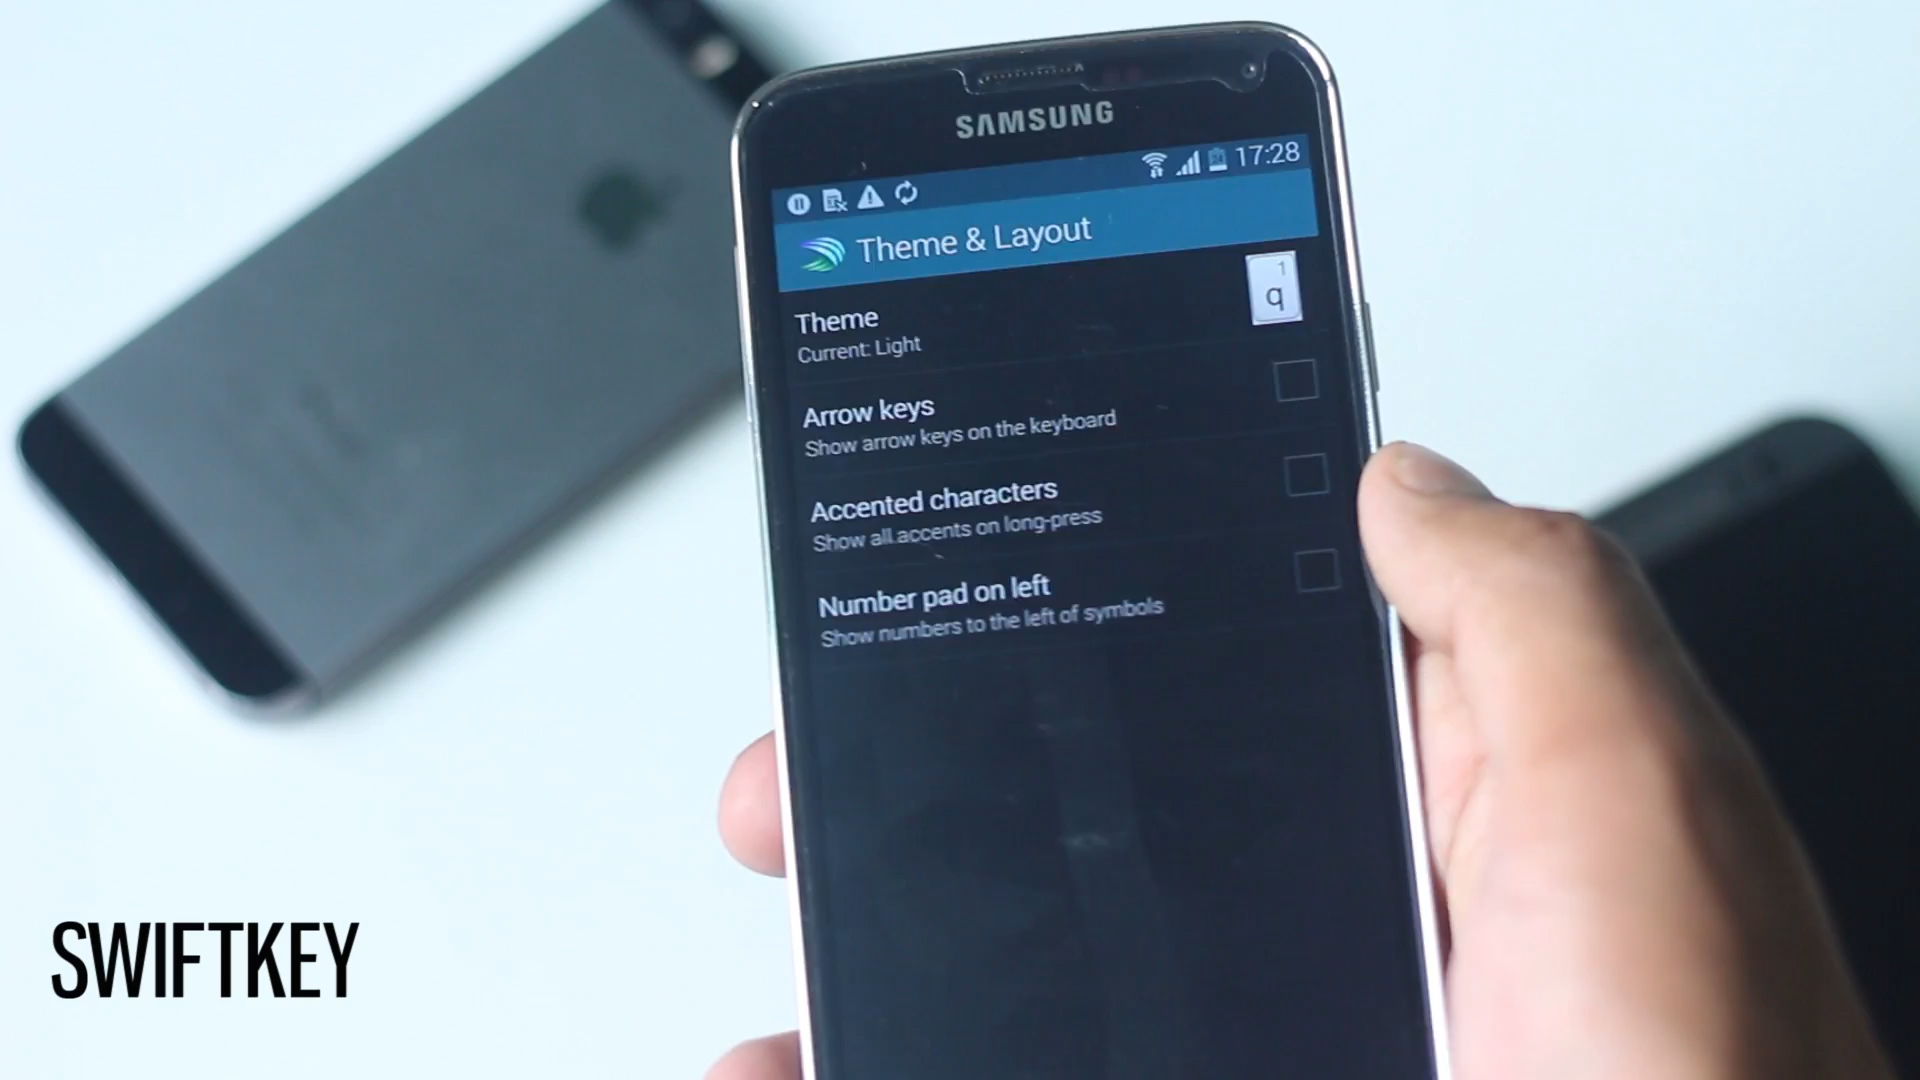 SAMSUNG
17:28
Theme & Layout
Theme
Current: Light
1
q
Arrow keys
Show arrow keys on the keyboard
Accented characters
Show all accents on long-press
Number pad on left
Show numbers to the left of symbols
SWIFTKEY